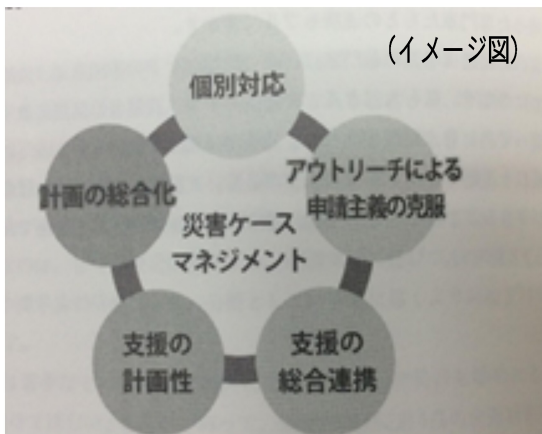 （イメージ図）
個別対応
アウトリーチによる
申請主義の克服
計画の総合化
災害ケース
マネジメント
支援の
計画性
支援の
総合連携